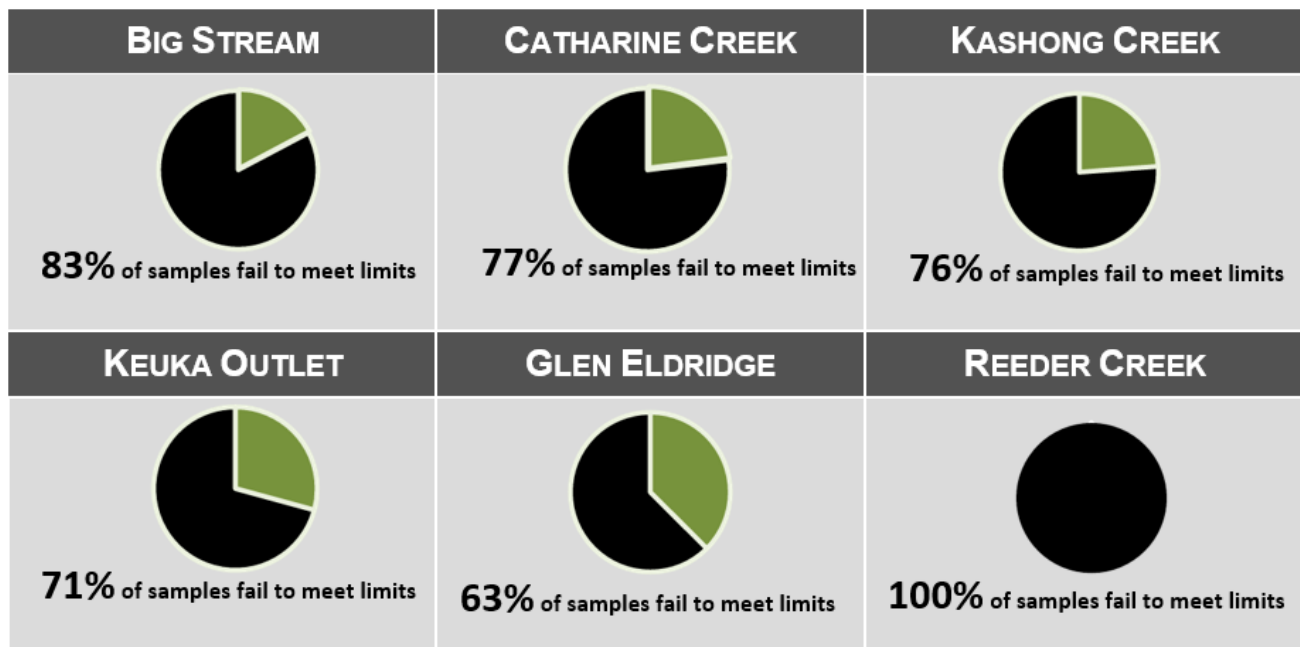 BIG STREAM
CATHARINE CREEK
KASHONG CREEK
83% of samples fail to meet limits
77% of samples fail to meet limits
76% of samples fail to meet limits
KEUKA OUTLET
GLEN ELDRIDGE
REEDER CREEK
71% of samples fail to meet limits
63% of samples fail to meet limits
100% of samples fail to meet limits